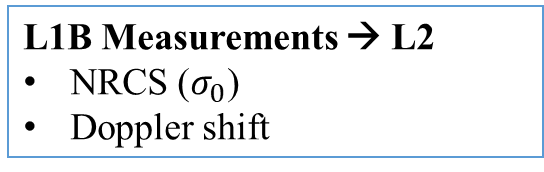 L1B Measurements → L2
• NRCS (σ₀)
• Doppler shift